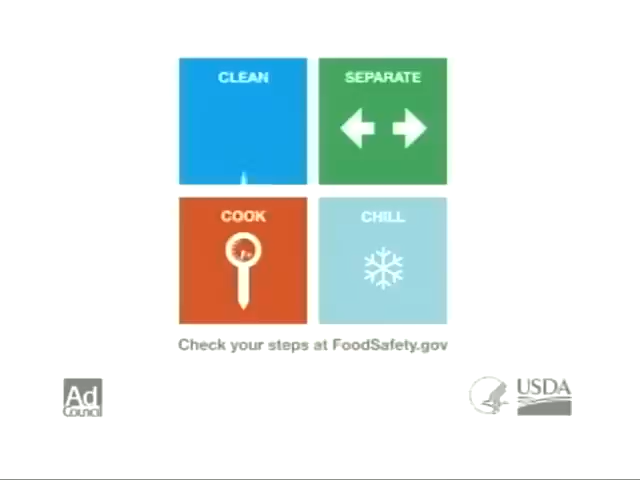 CLEAN
SEPARATE
COOK
CHILL
Check your steps at FoodSafety.gov
Ad
Council
USDA